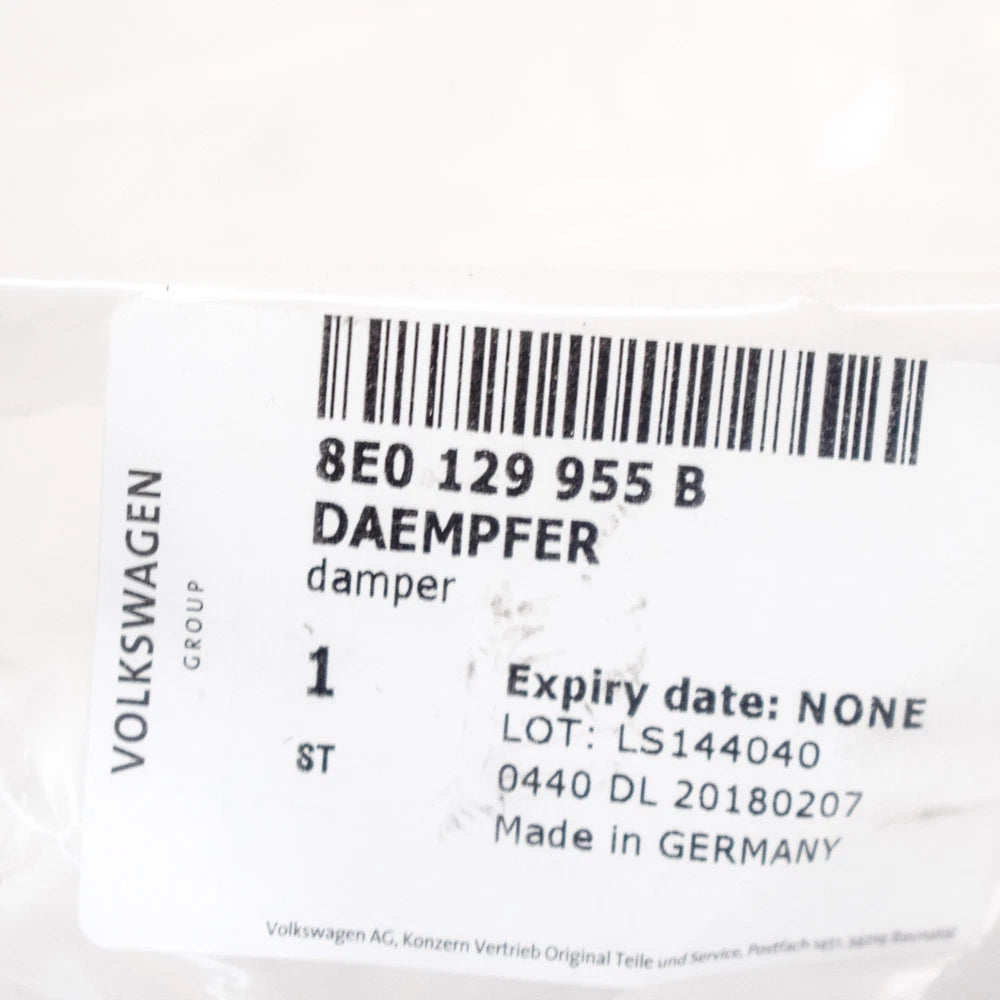 8E0 129 955 B
DAEMPFER
damper
1
ST
Expiry date: NONE
LOT: LS144040
0440 DL 20180207
Made in GERMANY
VOLKSWAGEN
GROUP
Volkswagen AG, Konzern Vertrieb Original Teile und Service, Postfach